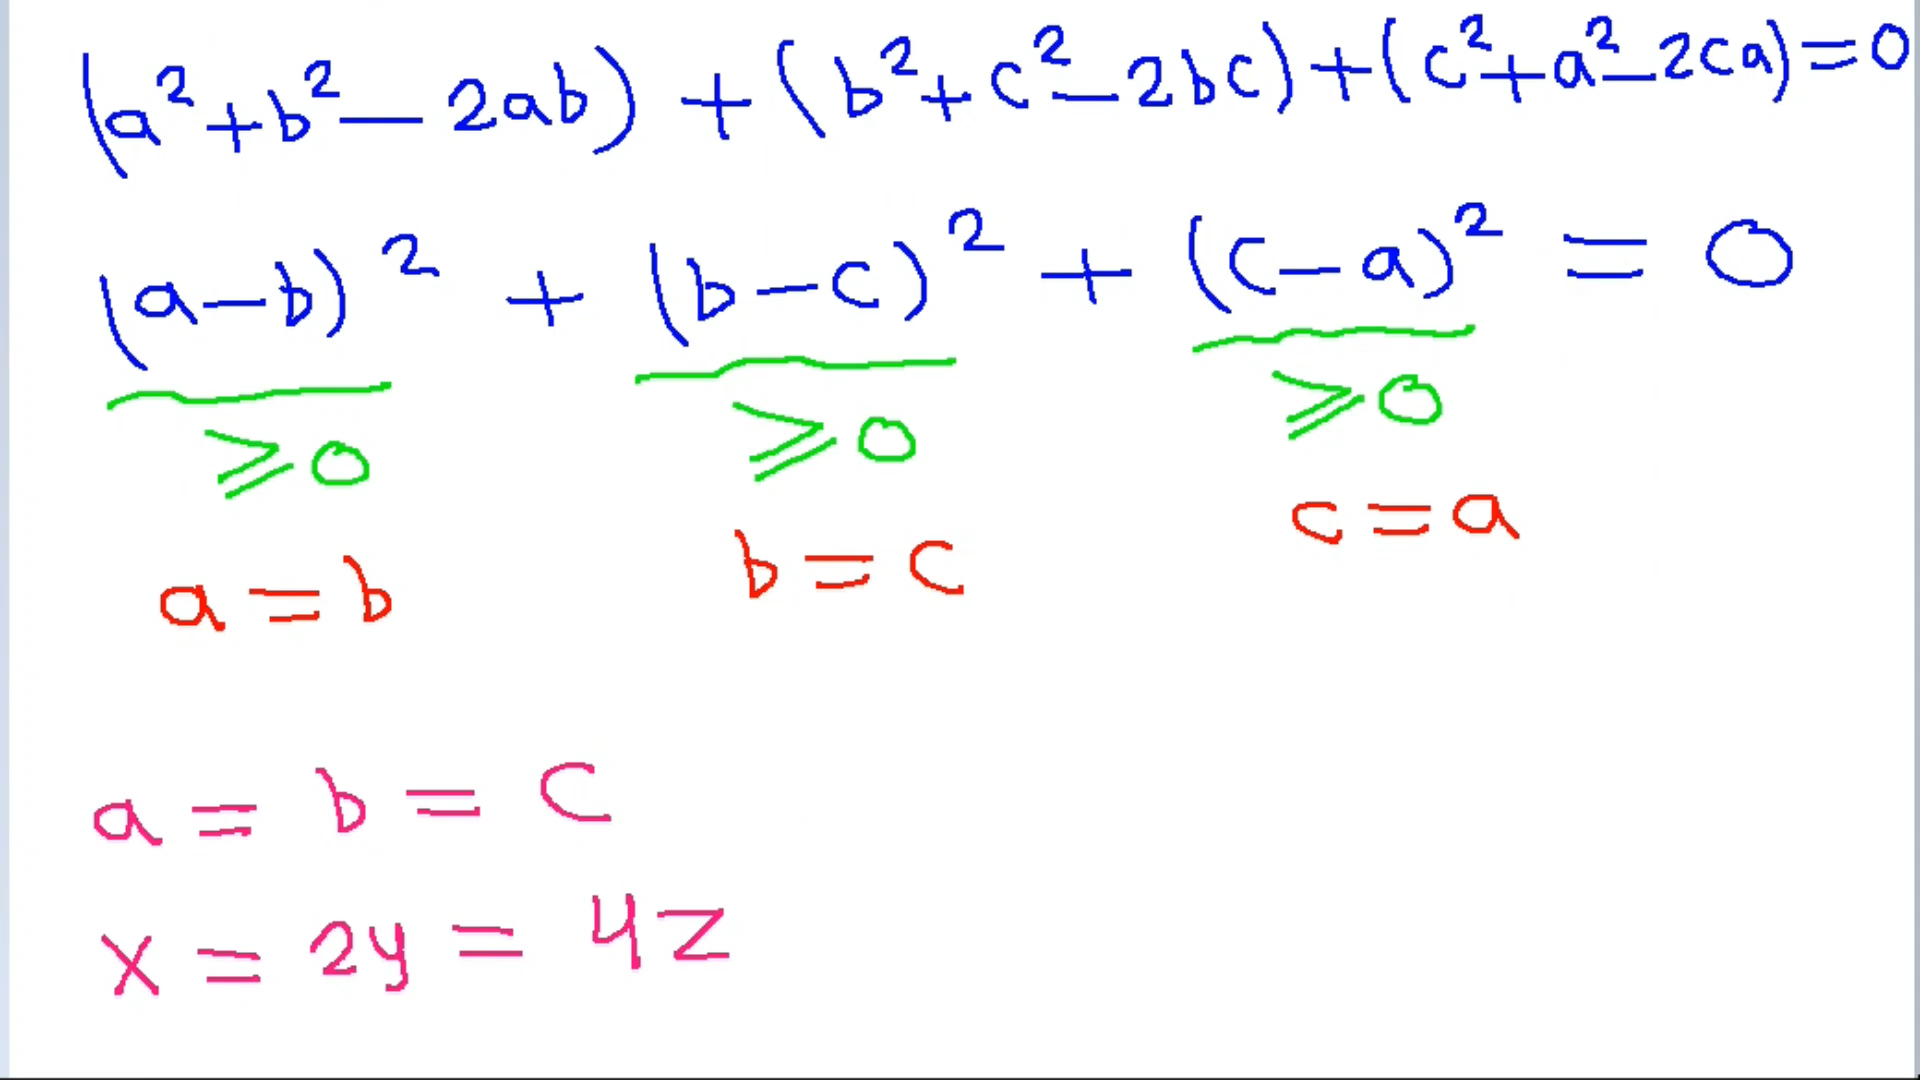 (a²+b²-2ab)+(b²+c²-2bc)+(c²+a²-2ca)=0
(a-b)²+(b-c)²+(c-a)²=0
⩾0 ⩾0 ⩾0
a=b b=c c=a
a=b=c
x=2y=4z